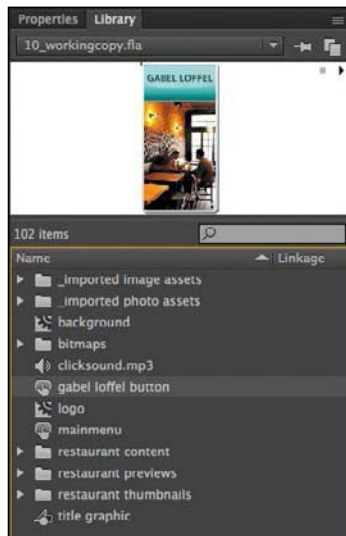 Properties Library
10_workingcopy.fla
GABEL LOFFEL
102 items
Name Linkage
_imported image assets
_imported photo assets
background
bitmaps
clicksound.mp3
gabel loffel button
logo
mainmenu
restaurant content
restaurant previews
restaurant thumbnails
title graphic